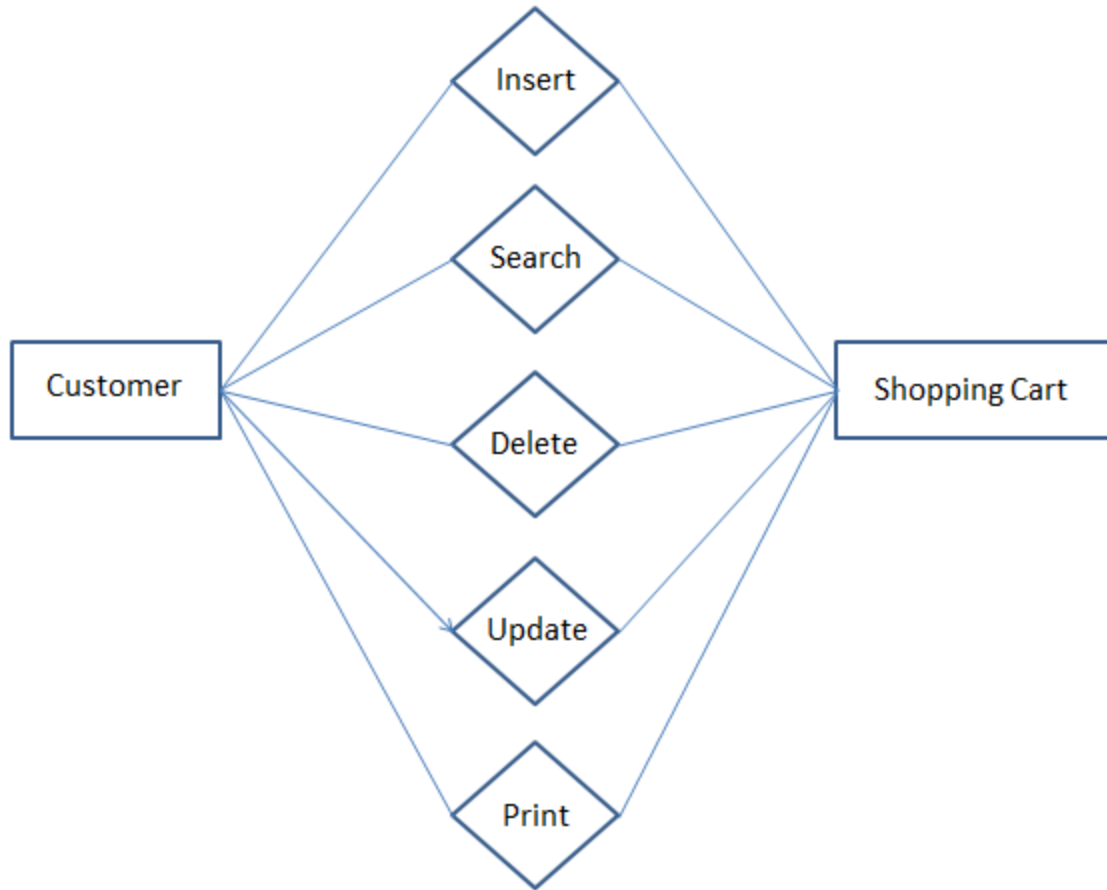 Insert
Search
Customer
Shopping Cart
Delete
Update
Print